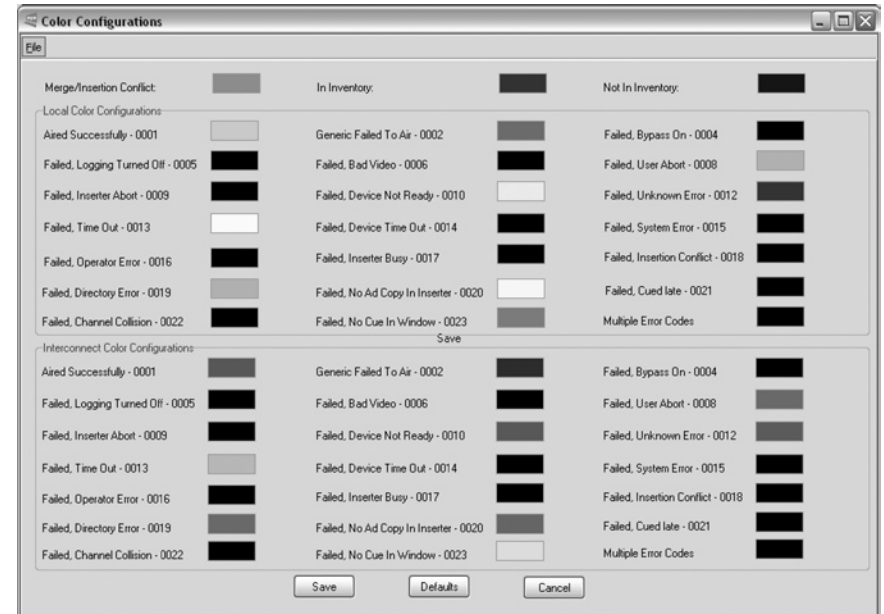 Color Configurations
File
Merge/Insertion Conflict: In Inventory: Not In Inventory:
Local Color Configurations
Aired Successfully - 0001 Generic Failed To Air - 0002 Failed, Bypass On - 0004
Failed, Logging Turned Off - 0005 Failed, Bad Video - 0006 Failed, User Abort - 0008
Failed, Inserter Abort - 0009 Failed, Device Not Ready - 0010 Failed, Unknown Error - 0012
Failed, Time Out - 0013 Failed, Device Time Out - 0014 Failed, System Error - 0015
Failed, Operator Error - 0016 Failed, Inserter Busy - 0017 Failed, Insertion Conflict - 0018
Failed, Directory Error - 0019 Failed, No Ad Copy In Inserter - 0020 Failed, Cued late - 0021
Failed, Channel Collision - 0022 Failed, No Cue In Window - 0023 Multiple Error Codes
Save
Interconnect Color Configurations
Aired Successfully - 0001 Generic Failed To Air - 0002 Failed, Bypass On - 0004
Failed, Logging Turned Off - 0005 Failed, Bad Video - 0006 Failed, User Abort - 0008
Failed, Inserter Abort - 0009 Failed, Device Not Ready - 0010 Failed, Unknown Error - 0012
Failed, Time Out - 0013 Failed, Device Time Out - 0014 Failed, System Error - 0015
Failed, Operator Error - 0016 Failed, Inserter Busy - 0017 Failed, Insertion Conflict - 0018
Failed, Directory Error - 0019 Failed, No Ad Copy In Inserter - 0020 Failed, Cued late - 0021
Failed, Channel Collision - 0022 Failed, No Cue In Window - 0023 Multiple Error Codes
Save Defaults Cancel